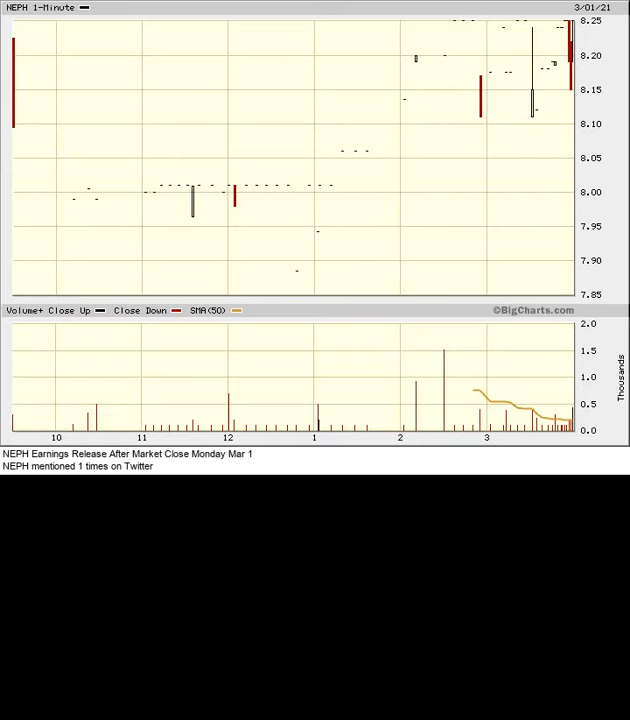 NEPH 1-Minute 3/01/21
8.25
8.20
8.15
8.10
8.05
8.00
7.95
7.90
7.85
Volume+ Close Up Close Down SMA(50) ©BigCharts.com
2.0
1.5
1.0
0.5
0.0
Thousands
10 11 12 1 2 3
NEPH Earnings Release After Market Close Monday Mar 1
NEPH mentioned 1 times on Twitter